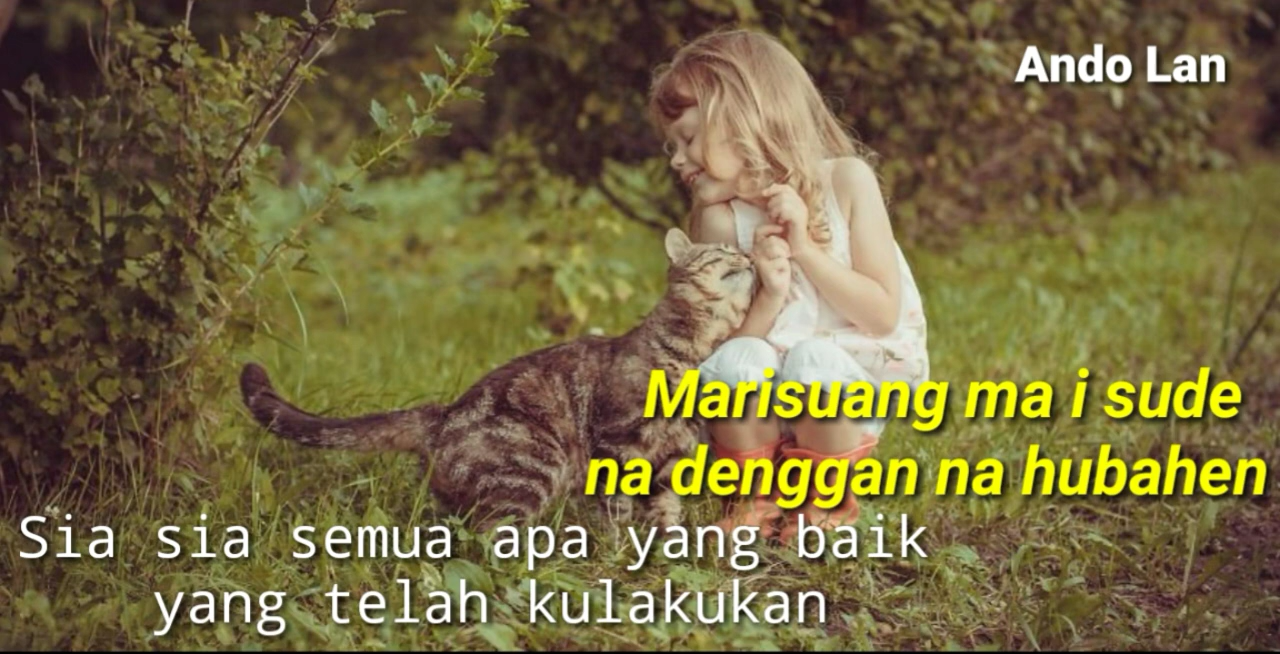 Ando Lan
Marisuang ma i sude
na denggan na hubahen
Sia sia semua apa yang baik
yang telah kulakukan